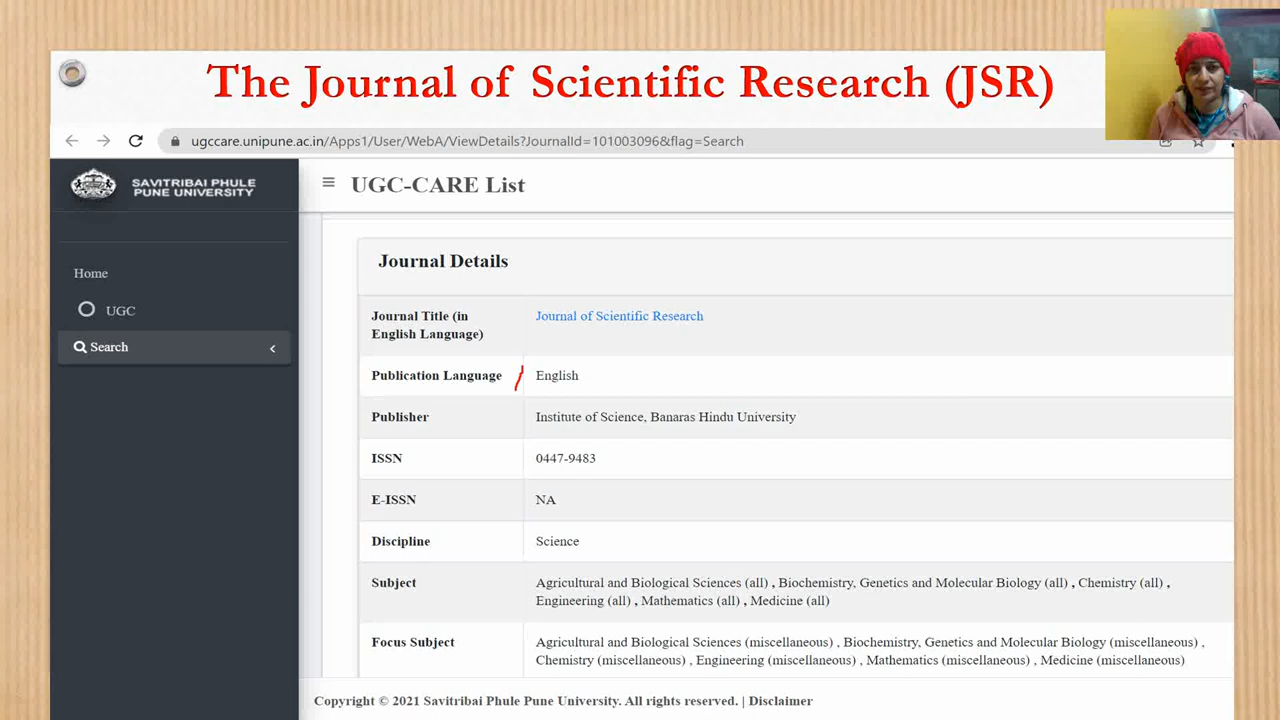 The Journal of Scientific Research (JSR)
ugccare.unipune.ac.in/Apps1/User/WebA/ViewDetails?JournalId=101003096&flag=Search
SAVITRIBAI PHULE
PUNE UNIVERSITY
UGC-CARE List
Home
UGC
Search
Journal Details
Journal Title (in
English Language)
Journal of Scientific Research
Publication Language
English
Publisher
Institute of Science, Banaras Hindu University
ISSN
0447-9483
E-ISSN
NA
Discipline
Science
Subject
Agricultural and Biological Sciences (all) , Biochemistry, Genetics and Molecular Biology (all) , Chemistry (all) ,
Engineering (all) , Mathematics (all) , Medicine (all)
Focus Subject
Agricultural and Biological Sciences (miscellaneous) , Biochemistry, Genetics and Molecular Biology (miscellaneous) ,
Chemistry (miscellaneous) , Engineering (miscellaneous) , Mathematics (miscellaneous) , Medicine (miscellaneous)
Copyright © 2021 Savitribai Phule Pune University. All rights reserved. | Disclaimer